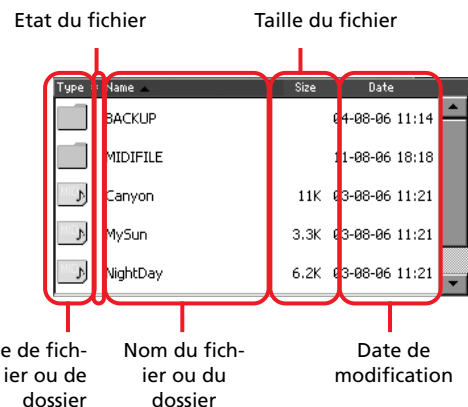 Etat du fichier Taille du fichier
Type Name Size Date
BACKUP 04-08-06 11:14
MIDIFILE 11-08-06 18:18
Canyon 11K 03-08-06 11:21
MySun 3.3K 03-08-06 11:21
NightDay 6.2K 03-08-06 11:21
e de fich- Nom du fich- Date de
ier ou de ier ou du modification
dossier dossier